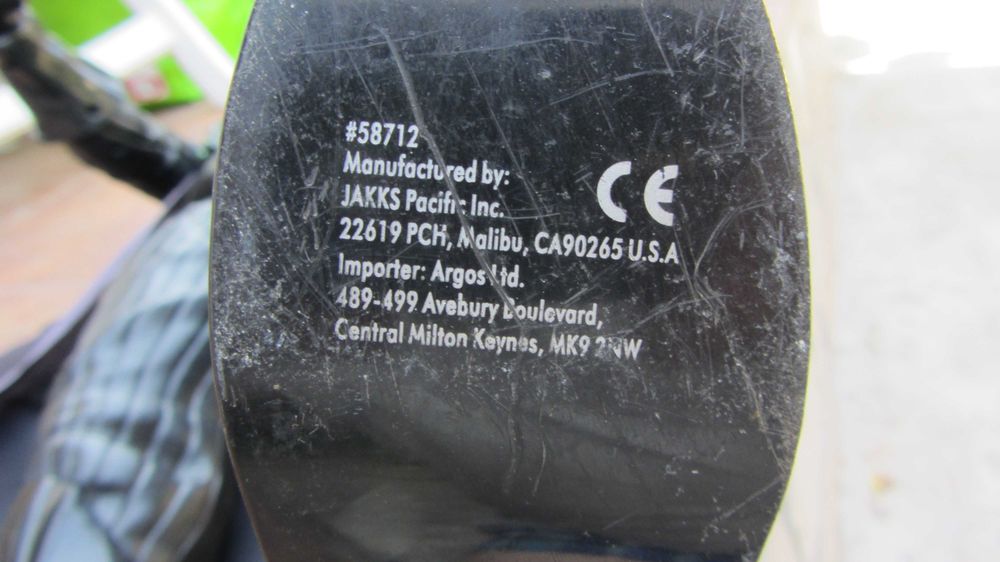 #58712
Manufactured by:
JAKKS Pacific Inc.
CE
22619 PCH, Malibu, CA90265 U.S.A
Importer: Argos Ltd.
489-499 Avebury Boulevard,
Central Milton Keynes, MK9 2NW